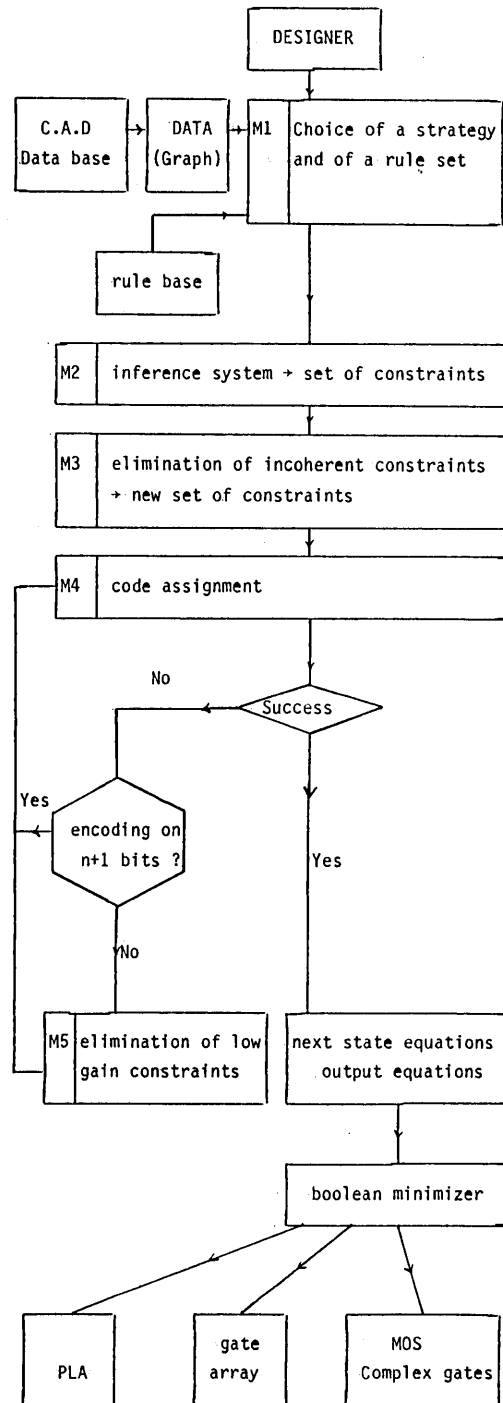 DESIGNER
C.A.D
Data base
DATA
(Graph)
M1
Choice of a strategy
and of a rule set
rule base
M2
inference system → set of constraints
M3
elimination of incoherent constraints
→ new set of constraints
M4
code assignment
No
Success
Yes
encoding on
n+1 bits ?
Yes
No
M5
elimination of low
gain constraints
next state equations
output equations
boolean minimizer
PLA
gate
array
MOS
Complex gates